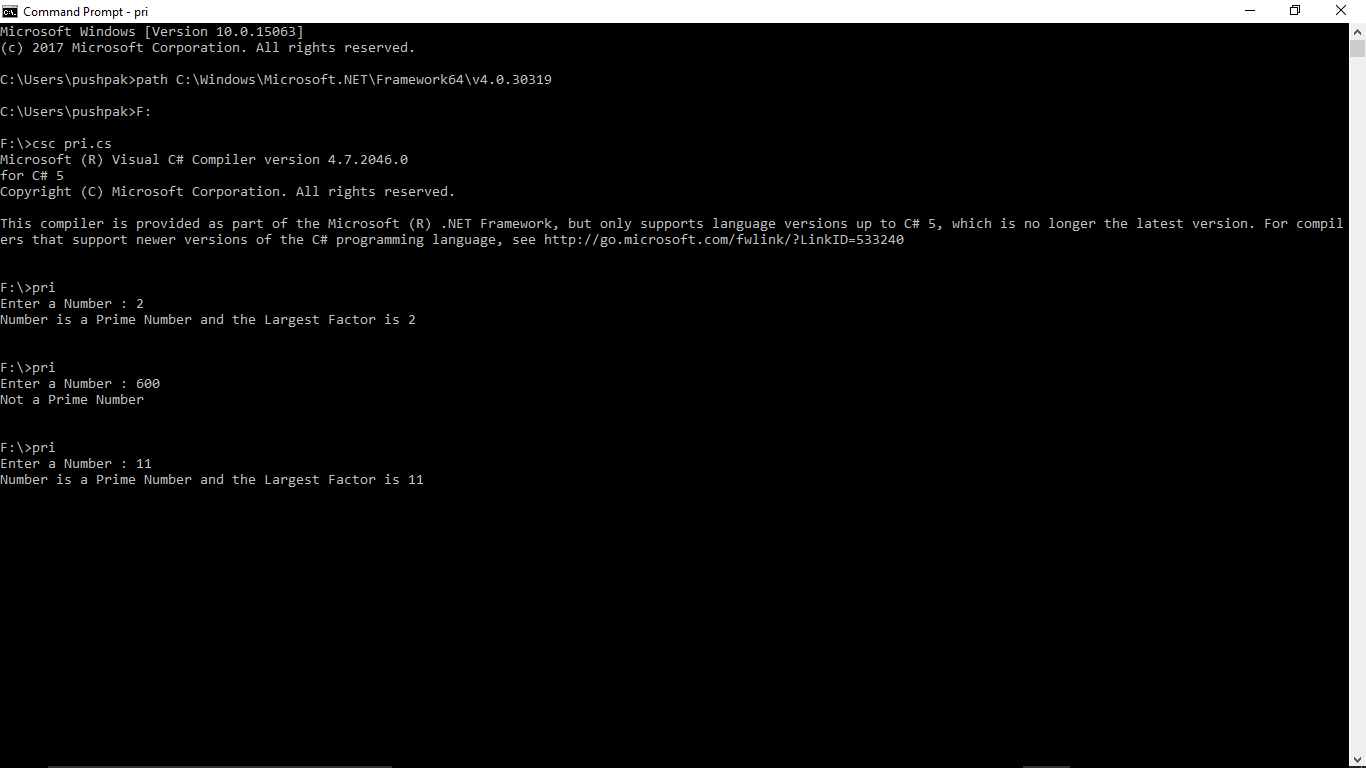 Command Prompt - pri
Microsoft Windows [Version 10.0.15063]
(c) 2017 Microsoft Corporation. All rights reserved.
C:\Users\pushpak>path C:\Windows\Microsoft.NET\Framework64\v4.0.30319
C:\Users\pushpak>F:
F:\>csc pri.cs
Microsoft (R) Visual C# Compiler version 4.7.2046.0
for C# 5
Copyright (C) Microsoft Corporation. All rights reserved.
This compiler is provided as part of the Microsoft (R) .NET Framework, but only supports language versions up to C# 5, which is no longer the latest version. For compil
ers that support newer versions of the C# programming language, see http://go.microsoft.com/fwlink/?LinkID=533240
F:\>pri
Enter a Number : 2
Number is a Prime Number and the Largest Factor is 2
F:\>pri
Enter a Number : 600
Not a Prime Number
F:\>pri
Enter a Number : 11
Number is a Prime Number and the Largest Factor is 11